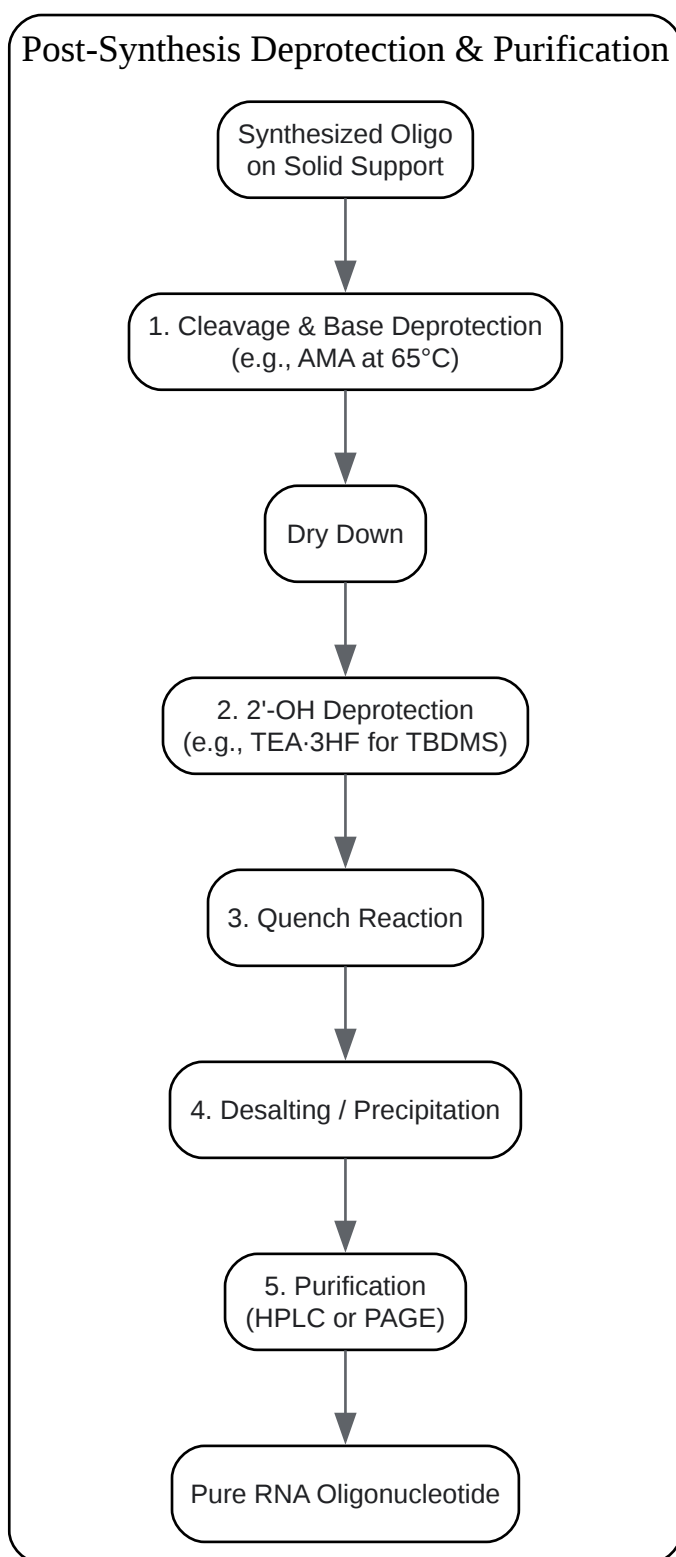 Post-Synthesis Deprotection & Purification
Synthesized Oligo
on Solid Support
1. Cleavage & Base Deprotection
(e.g., AMA at 65°C)
Dry Down
2. 2'-OH Deprotection
(e.g., TEA·3HF for TBDMS)
3. Quench Reaction
4. Desalting / Precipitation
5. Purification
(HPLC or PAGE)
Pure RNA Oligonucleotide